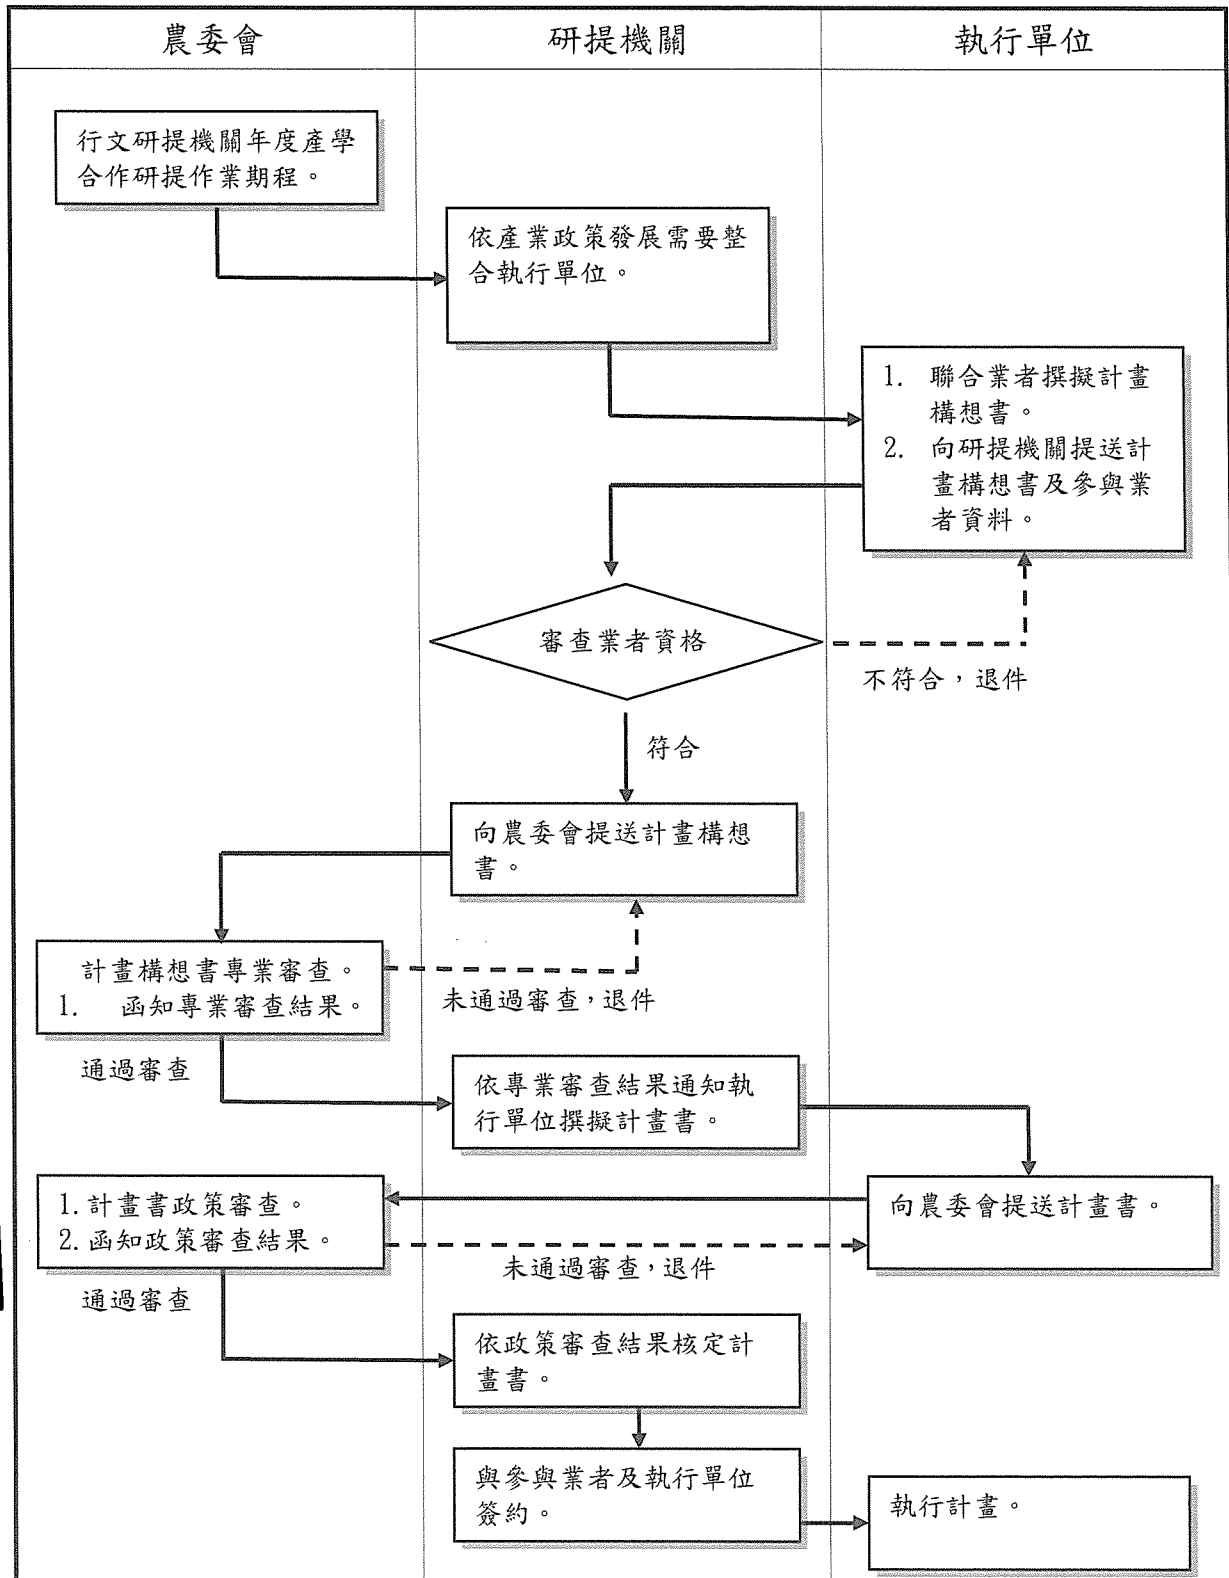 農委會
研提機關
執行單位
行文研提機關年度產學
合作研提作業期程。
依產業政策發展需要整
合執行單位。
1. 聯合業者撰擬計畫
構想書。
2. 向研提機關提送計
畫構想書及參與業
者資料。
審查業者資格
不符合，退件
符合
向農委會提送計畫構想
書。
計畫構想書專業審查。
1. 函知專業審查結果。
未通過審查，退件
通過審查
依專業審查結果通知執
行單位撰擬計畫書。
1.計畫書政策審查。
2.函知政策審查結果。
向農委會提送計畫書。
未通過審查，退件
通過審查
依政策審查結果核定計
畫書。
與參與業者及執行單位
簽約。
執行計畫。